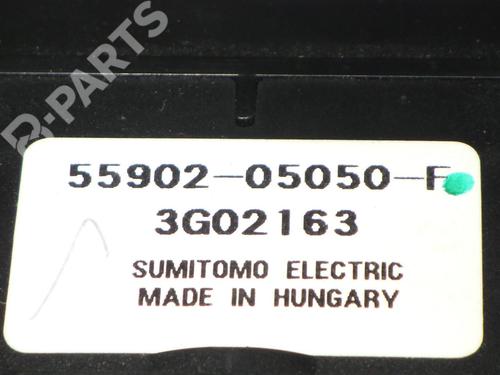 B-PARTS
55902-05050-F
3G02163
SUMITOMO ELECTRIC
MADE IN HUNGARY